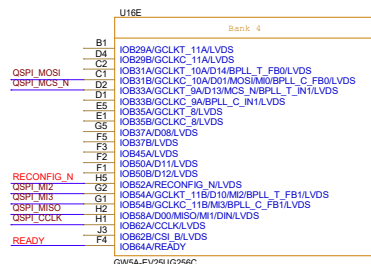 U16E
Bank 4
B1 IOB29A/GCLKT_11A/LVDS
D4 IOB29B/GCLKC_11A/LVDS
C2 IOB31A/GCLKT_10A/D14/BPLL_T_FB0/LVDS
QSPI_MOSI C1 IOB31B/GCLKC_10A/D01/MOSI/MI0/BPLL_C_FB0/LVDS
QSPI_MCS_N D2 IOB33A/GCLKT_9A/D13/MCS_N/BPLL_T_IN1/LVDS
D1 IOB33B/GCLKC_9A/BPLL_C_IN1/LVDS
E5 IOB35A/GCLKT_8/LVDS
E1 IOB35B/GCLKC_8/LVDS
G5 IOB37A/D08/LVDS
F5 IOB37B/LVDS
F3 IOB45A/LVDS
F2 IOB50A/D11/LVDS
F1 IOB50B/D12/LVDS
RECONFIG_N H5 IOB52A/RECONFIG_N/LVDS
QSPI_MI2 G2 IOB54A/GCLKT_11B/D10/MI2/BPLL_T_FB1/LVDS
QSPI_MI3 G1 IOB54B/GCLKC_11B/MI3/BPLL_C_FB1/LVDS
QSPI_MISO H2 IOB58A/D00/MISO/MI1/DIN/LVDS
QSPI_CCLK H1 IOB62A/CCLK/LVDS
J3 IOB62B/CSI_B/LVDS
READY F4 IOB64A/READY
GW5A-EV25UG256C